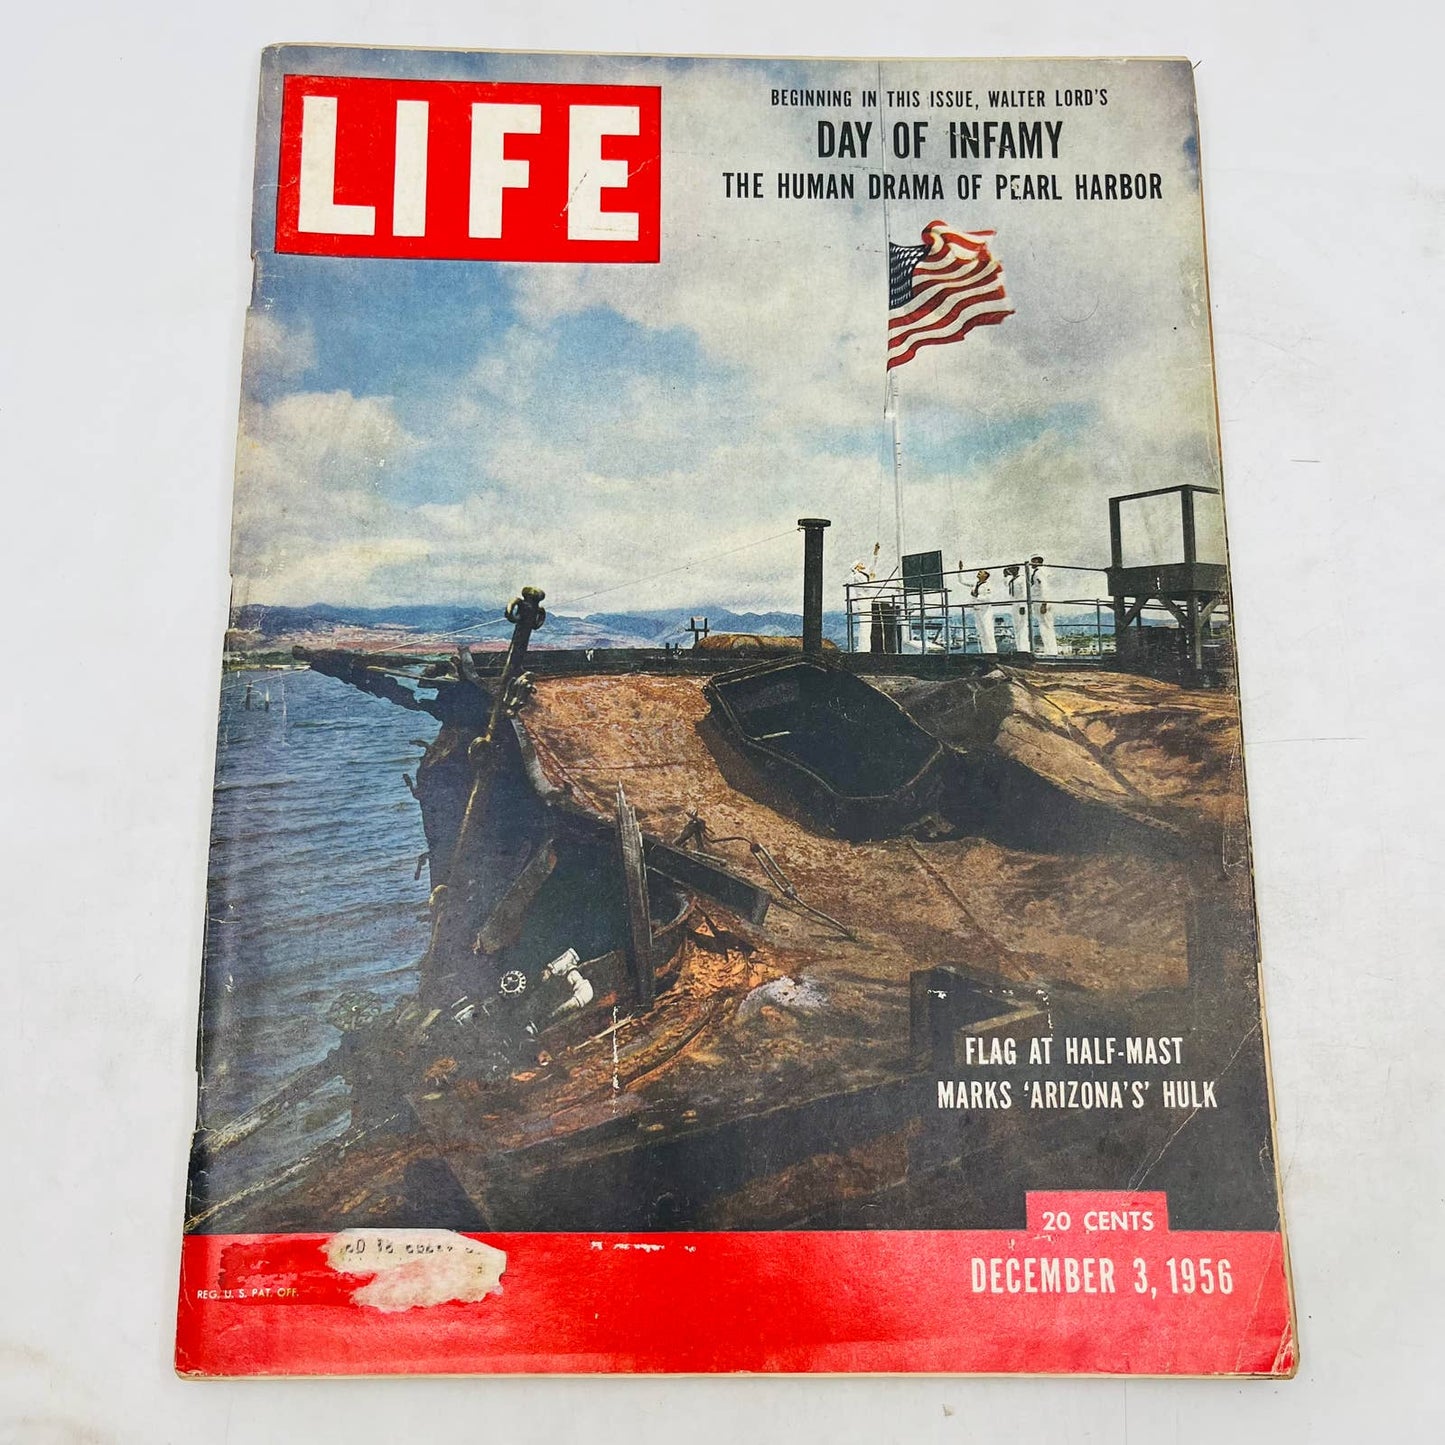 LIFE
BEGINNING IN THIS ISSUE, WALTER LORD'S
DAY OF INFAMY
THE HUMAN DRAMA OF PEARL HARBOR
FLAG AT HALF-MAST
MARKS ‘ARIZONA'S’ HULK
20 CENTS
DECEMBER 3, 1956
REG. U. S. PAT. OFF.